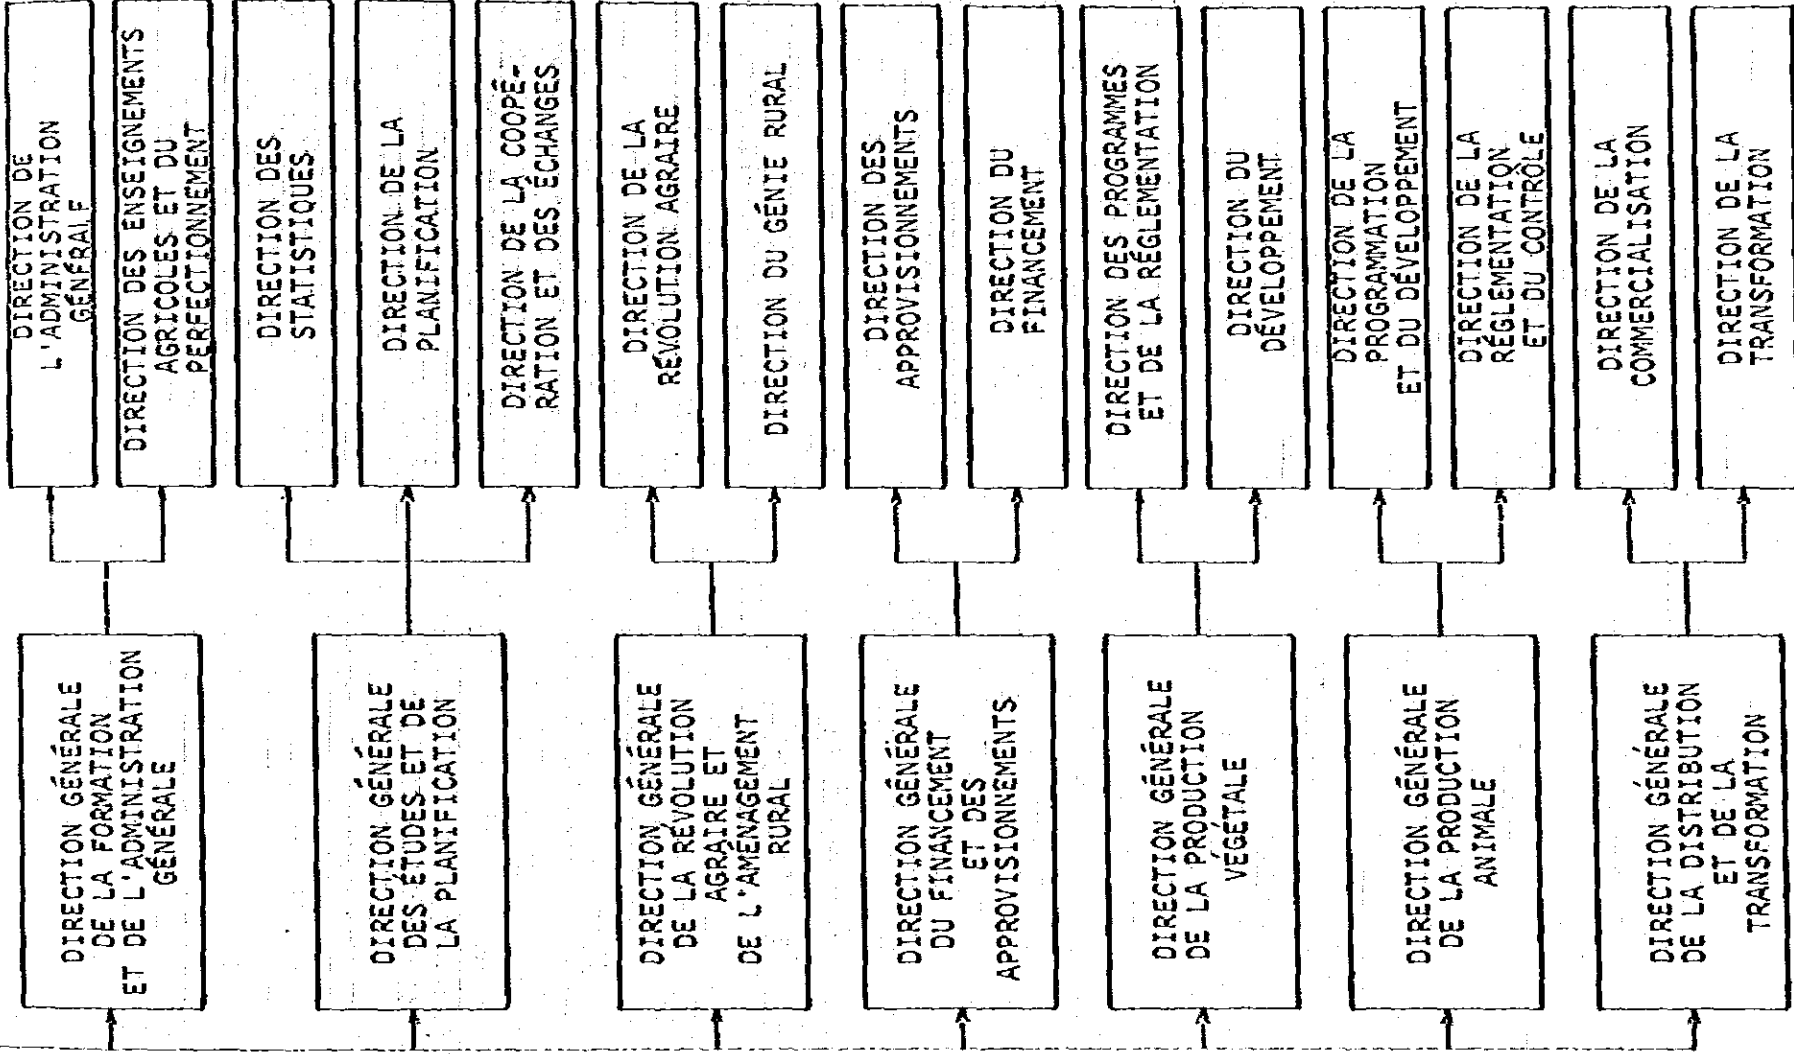 DIRECTION DE
L'ADMINISTRATION
GÉNÉRALE
DIRECTION DES ENSEIGNEMENTS
AGRICOLES ET DU
PERFECTIONNEMENT
DIRECTION DES
STATISTIQUES
DIRECTION DE LA
PLANIFICATION
DIRECTION DE LA COOPÉ-
RATION ET DES ÉCHANGES
DIRECTION DE LA
RÉVOLUTION AGRAIRE
DIRECTION DU GÉNIE RURAL
DIRECTION DES
APPROVISIONNEMENTS
DIRECTION DU
FINANCEMENT
DIRECTION DES PROGRAMMES
ET DE LA RÉGLEMENTATION
DIRECTION DU
DÉVELOPPEMENT
DIRECTION DE LA
PROGRAMMATION
ET DU DÉVELOPPEMENT
DIRECTION DE LA
RÉGLEMENTATION
ET DU CONTRÔLE
DIRECTION DE LA
COMMERCIALISATION
DIRECTION DE LA
TRANSFORMATION
DIRECTION GÉNÉRALE
DE LA FORMATION
ET DE L'ADMINISTRATION
GÉNÉRALE
DIRECTION GÉNÉRALE
DES ÉTUDES ET DE
LA PLANIFICATION
DIRECTION GÉNÉRALE
DE LA RÉVOLUTION
AGRAIRE ET
DE L'AMÉNAGEMENT
RURAL
DIRECTION GÉNÉRALE
DU FINANCEMENT
ET DES
APPROVISIONNEMENTS
DIRECTION GÉNÉRALE
DE LA PRODUCTION
VÉGÉTALE
DIRECTION GÉNÉRALE
DE LA PRODUCTION
ANIMALE
DIRECTION GÉNÉRALE
DE LA DISTRIBUTION
ET DE LA
TRANSFORMATION